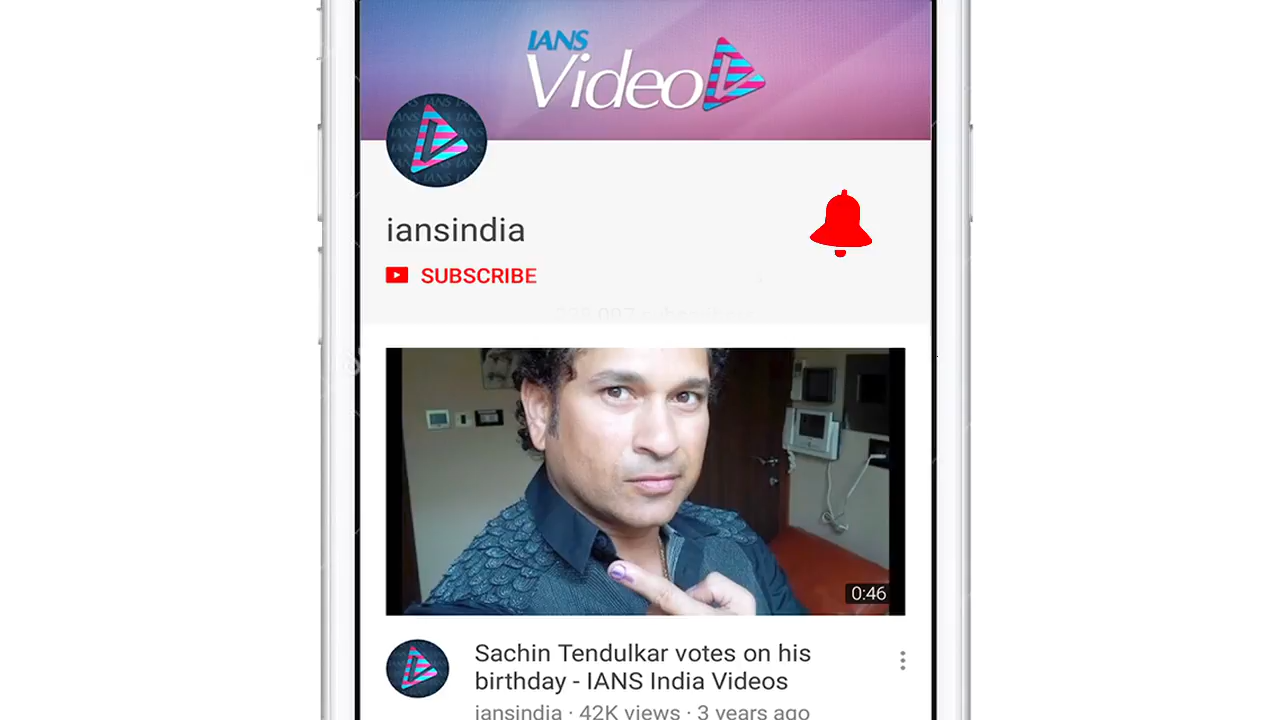 IANS
Video
iansindia
SUBSCRIBE
0:46
Sachin Tendulkar votes on his
birthday - IANS India Videos
iansindia · 42K views · 3 years ago